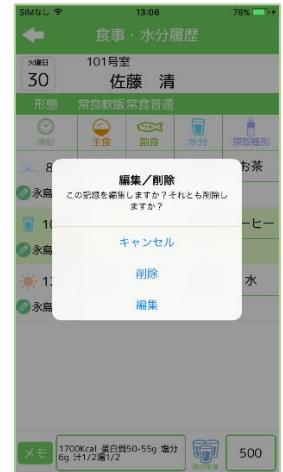 SIMなし 13:06 78%
食事・水分履歴
火曜日 101号室
30 佐藤 清
形態 常食軟飯常食普通
時刻 主食 副食 水分 摂取種別
8 お茶
永島
編集／削除
この記録を編集しますか？それとも削除し
ますか？
キャンセル
10 ーヒー
永島
削除
12 水
編集
永島
メモ 1700Kcal 蛋白質50-55g 塩分
6g 汁1/2麺1/2
500